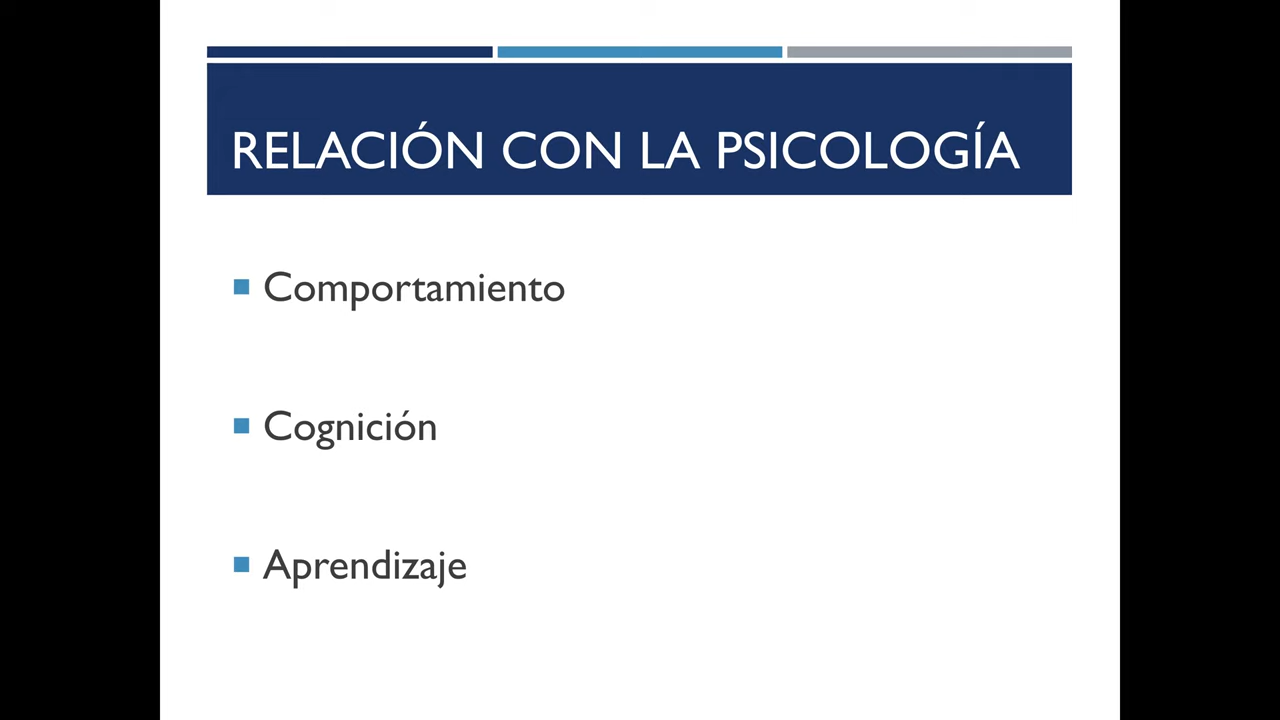 RELACIÓN CON LA PSICOLOGÍA
Comportamiento
Cognición
Aprendizaje